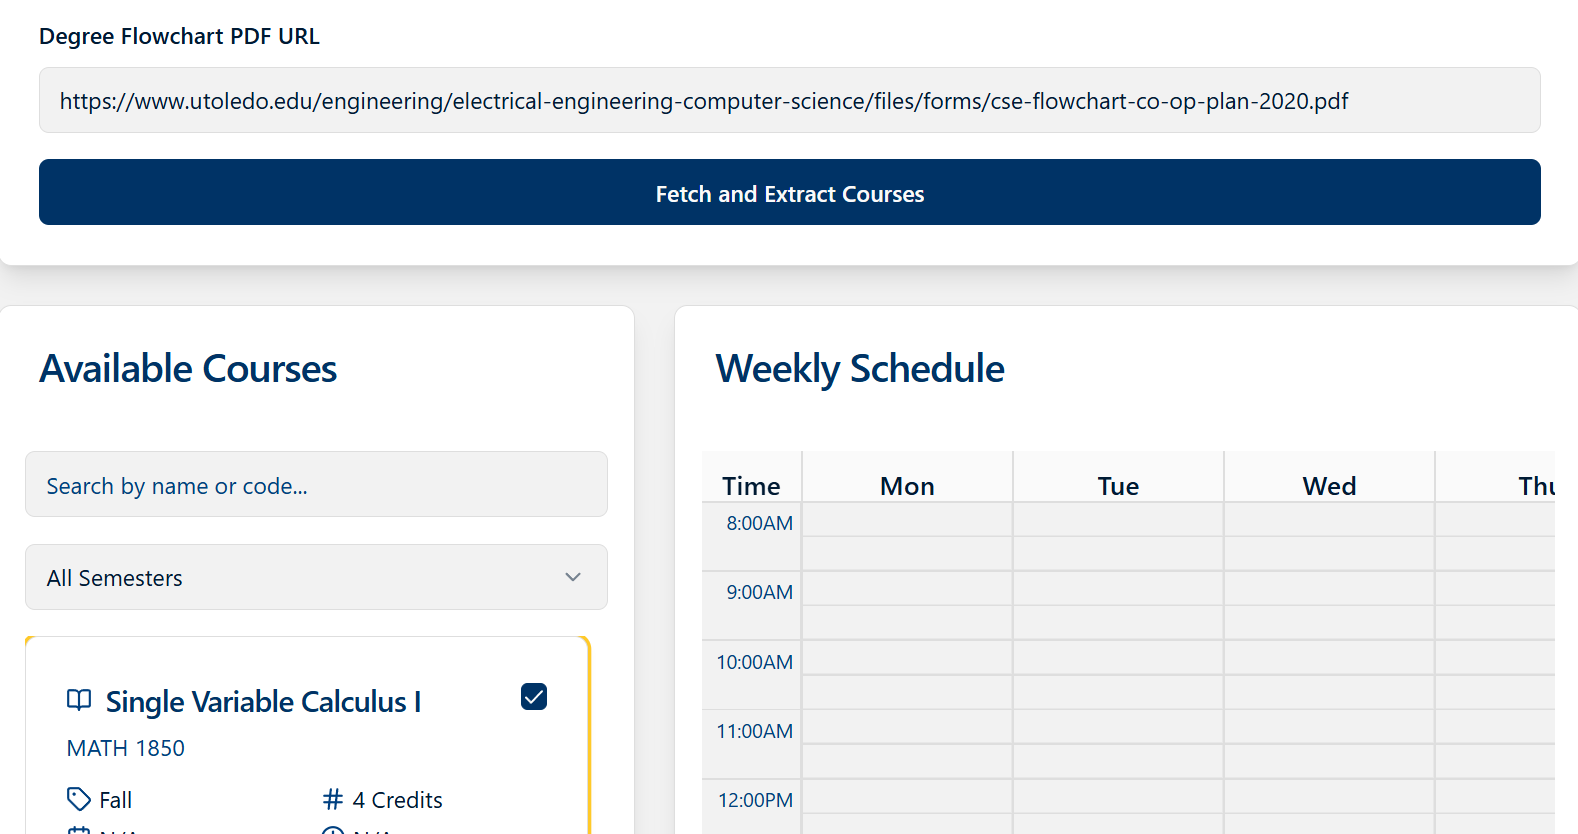 Degree Flowchart PDF URL
https://www.utoledo.edu/engineering/electrical-engineering-computer-science/files/forms/cse-flowchart-co-op-plan-2020.pdf
Fetch and Extract Courses
Available Courses
Search by name or code...
All Semesters
Single Variable Calculus I
MATH 1850
Fall
4 Credits
Weekly Schedule
Time Mon Tue Wed
8:00AM
9:00AM
10:00AM
11:00AM
12:00PM